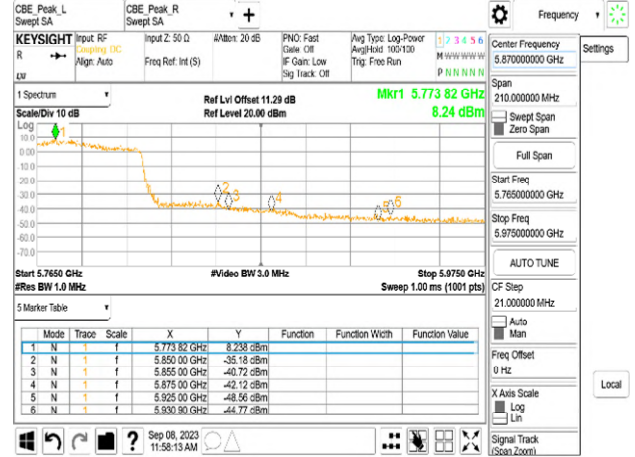 CBE_Peak_L
Swept SA
CBE_Peak_R
Swept SA
+
Frequency
KEYSIGHT
R
LXI
Input: RF
Coupling: DC
Align: Auto
Input Z: 50 Ω
Freq Ref: Int (S)
#Atten: 20 dB
PNO: Fast
Gate: Off
IF Gain: Low
Sig Track: Off
Avg Type: Log-Power
Avg|Hold: 100/100
Trig: Free Run
1 2 3 4 5 6
M W W W W W
P N N N N N
Center Frequency
5.870000000 GHz
Settings
1 Spectrum
Scale/Div 10 dB
Ref Lvl Offset 11.29 dB
Ref Level 20.00 dBm
Mkr1 5.773 82 GHz
8.24 dBm
Log
10.0
0.00
-10.0
-20.0
-30.0
-40.0
-50.0
-60.0
-70.0
1
2
3
4
5
6
Start 5.7650 GHz
#Res BW 1.0 MHz
#Video BW 3.0 MHz
Stop 5.9750 GHz
Sweep 1.00 ms (1001 pts)
Span
210.000000 MHz
Swept Span
Zero Span
Full Span
Start Freq
5.765000000 GHz
Stop Freq
5.975000000 GHz
AUTO TUNE
CF Step
21.000000 MHz
Auto
Man
Freq Offset
0 Hz
X Axis Scale
Log
Lin
Signal Track
(Span Zoom)
Local
5 Marker Table
Mode Trace Scale X Y Function Function Width Function Value
1 N 1 f 5.773 82 GHz 8.238 dBm
2 N 1 f 5.850 00 GHz -35.18 dBm
3 N 1 f 5.855 00 GHz -40.72 dBm
4 N 1 f 5.875 00 GHz -42.12 dBm
5 N 1 f 5.925 00 GHz -48.56 dBm
6 N 1 f 5.930 90 GHz -44.77 dBm
?
Sep 08, 2023
11:58:13 AM